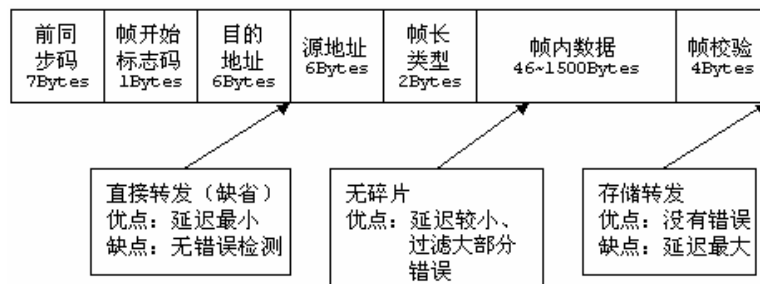 前同
步码
7Bytes
帧开始
标志码
1Bytes
目的
地址
6Bytes
源地址
6Bytes
帧长
类型
2Bytes
帧内数据
46~1500Bytes
帧校验
4Bytes
直接转发（缺省）
优点：延迟最小
缺点：无错误检测
无碎片
优点：延迟较小、
过滤大部分
错误
存储转发
优点：没有错误
缺点：延迟最大